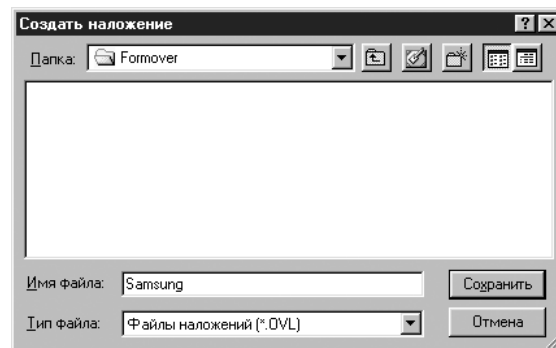 Создать наложение
Папка: Formover
Имя файла: Samsung Сохранить
Тип файла: Файлы наложений (*.OVL) Отмена